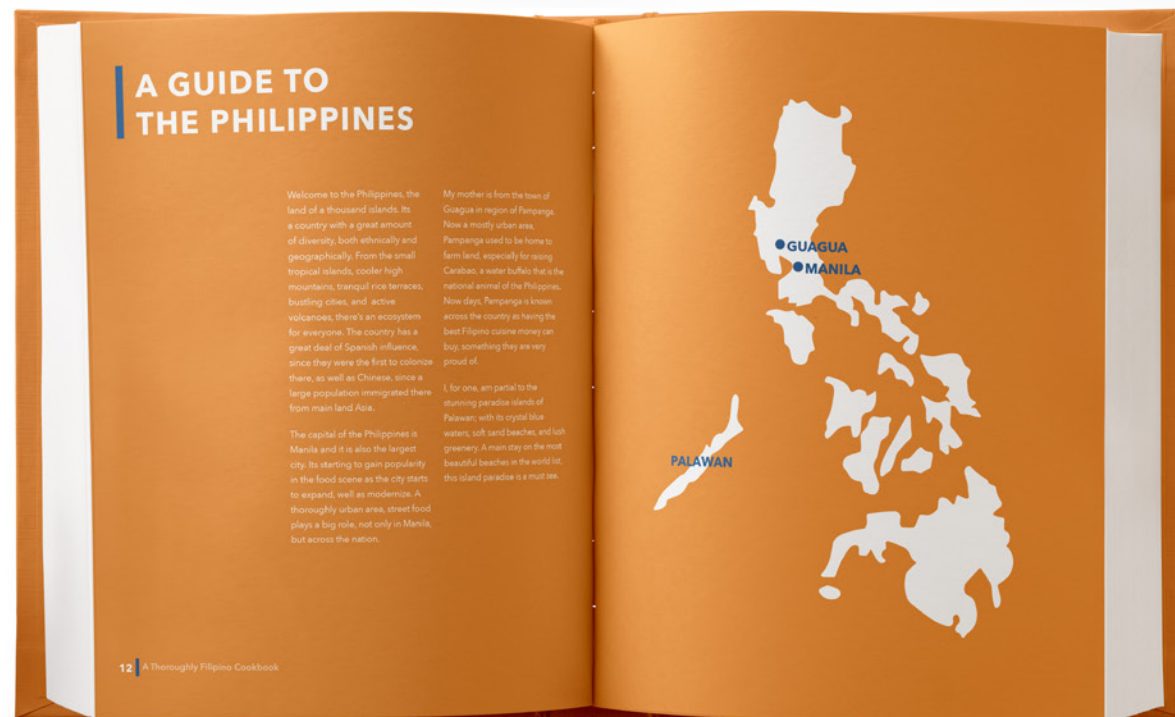 A GUIDE TO
THE PHILIPPINES
Welcome to the Philippines, the
land of a thousand islands. Its
a country with a great amount
of diversity, both ethnically and
geographically. From the small
tropical islands, cooler high
mountains, tranquil rice terraces,
bustling cities, and active
volcanoes, there's an ecosystem
for everyone. The country has a
great deal of Spanish influence,
since they were the first to colonize
there, as well as Chinese, since a
large population immigrated there
from main land Asia.
The capital of the Philippines is
Manila and it is also the largest
city. Its starting to gain popularity
in the food scene as the city starts
to expand, well as modernize. A
thoroughly urban area, street food
plays a big role, not only in Manila,
but across the nation.
My mother is from the town of
Guagua in region of Pampanga.
Now a mostly urban area,
Pampanga used to be home to
farm land, especially for raising
Carabao, a water buffalo that is the
national animal of the Philippines.
Now days, Pampanga is known
across the country as having the
best Filipino cuisine money can
buy, something they are very
proud of.
I, for one, am partial to the
stunning paradise islands of
Palawan; with its crystal blue
waters, soft sand beaches, and lush
greenery. A main stay on the most
beautiful beaches in the world list,
this island paradise is a must see.
12 A Thoroughly Filipino Cookbook
GUAGUA
MANILA
PALAWAN